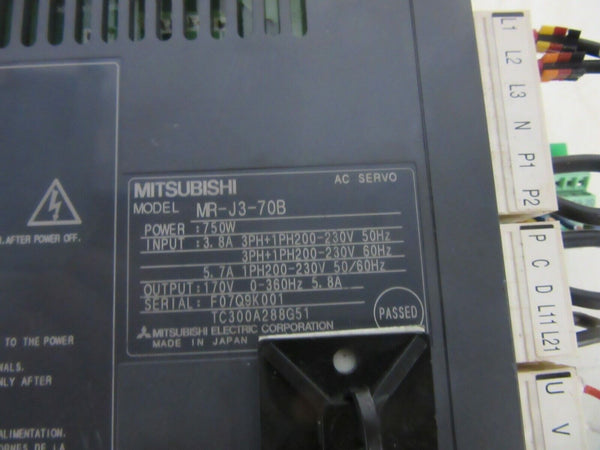 MITSUBISHI AC SERVO
MODEL MR-J3-70B
POWER :750W
INPUT :3.8A 3PH+1PH200-230V 50Hz
3PH+1PH200-230V 60Hz
5.7A 1PH200-230V 50/60Hz
OUTPUT:170V 0-360Hz 5.8A
SERIAL: F07Q9K001
TC300A288G51
PASSED
MITSUBISHI ELECTRIC CORPORATION
MADE IN JAPAN
.AFTER POWER OFF.
TO THE POWER
NALS.
NLY AFTER
ALIMENTATION.
L1
L2
L3
N
P1
P2
P
C
D
L11
L21
U
V